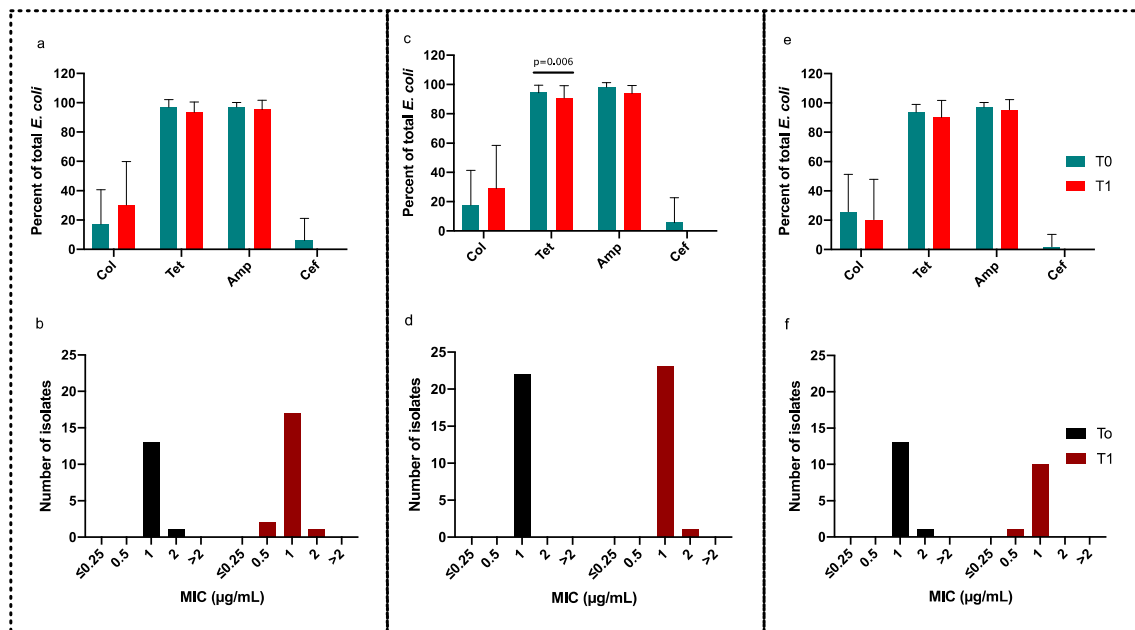 a
Percent of total E. coli
120
100
80
60
40
20
0
Col Tet Amp Cef
b
Number of isolates
25
20
15
10
5
0
≤0.25 0.5 1 2 >2 ≤0.25 0.5 1 2 >2
MIC (µg/mL)
c
p=0.006
Percent of total E. coli
120
100
80
60
40
20
0
Col Tet Amp Cef
d
Number of isolates
25
20
15
10
5
0
≤0.25 0.5 1 2 >2 ≤0.25 0.5 1 2 >2
MIC (µg/mL)
e
Percent of total E. coli
120
100
80
60
40
20
0
Col Tet Amp Cef
T0
T1
f
Number of isolates
25
20
15
10
5
0
≤0.25 0.5 1 2 >2 ≤0.25 0.5 1 2 >2
MIC (µg/mL)
To
T1